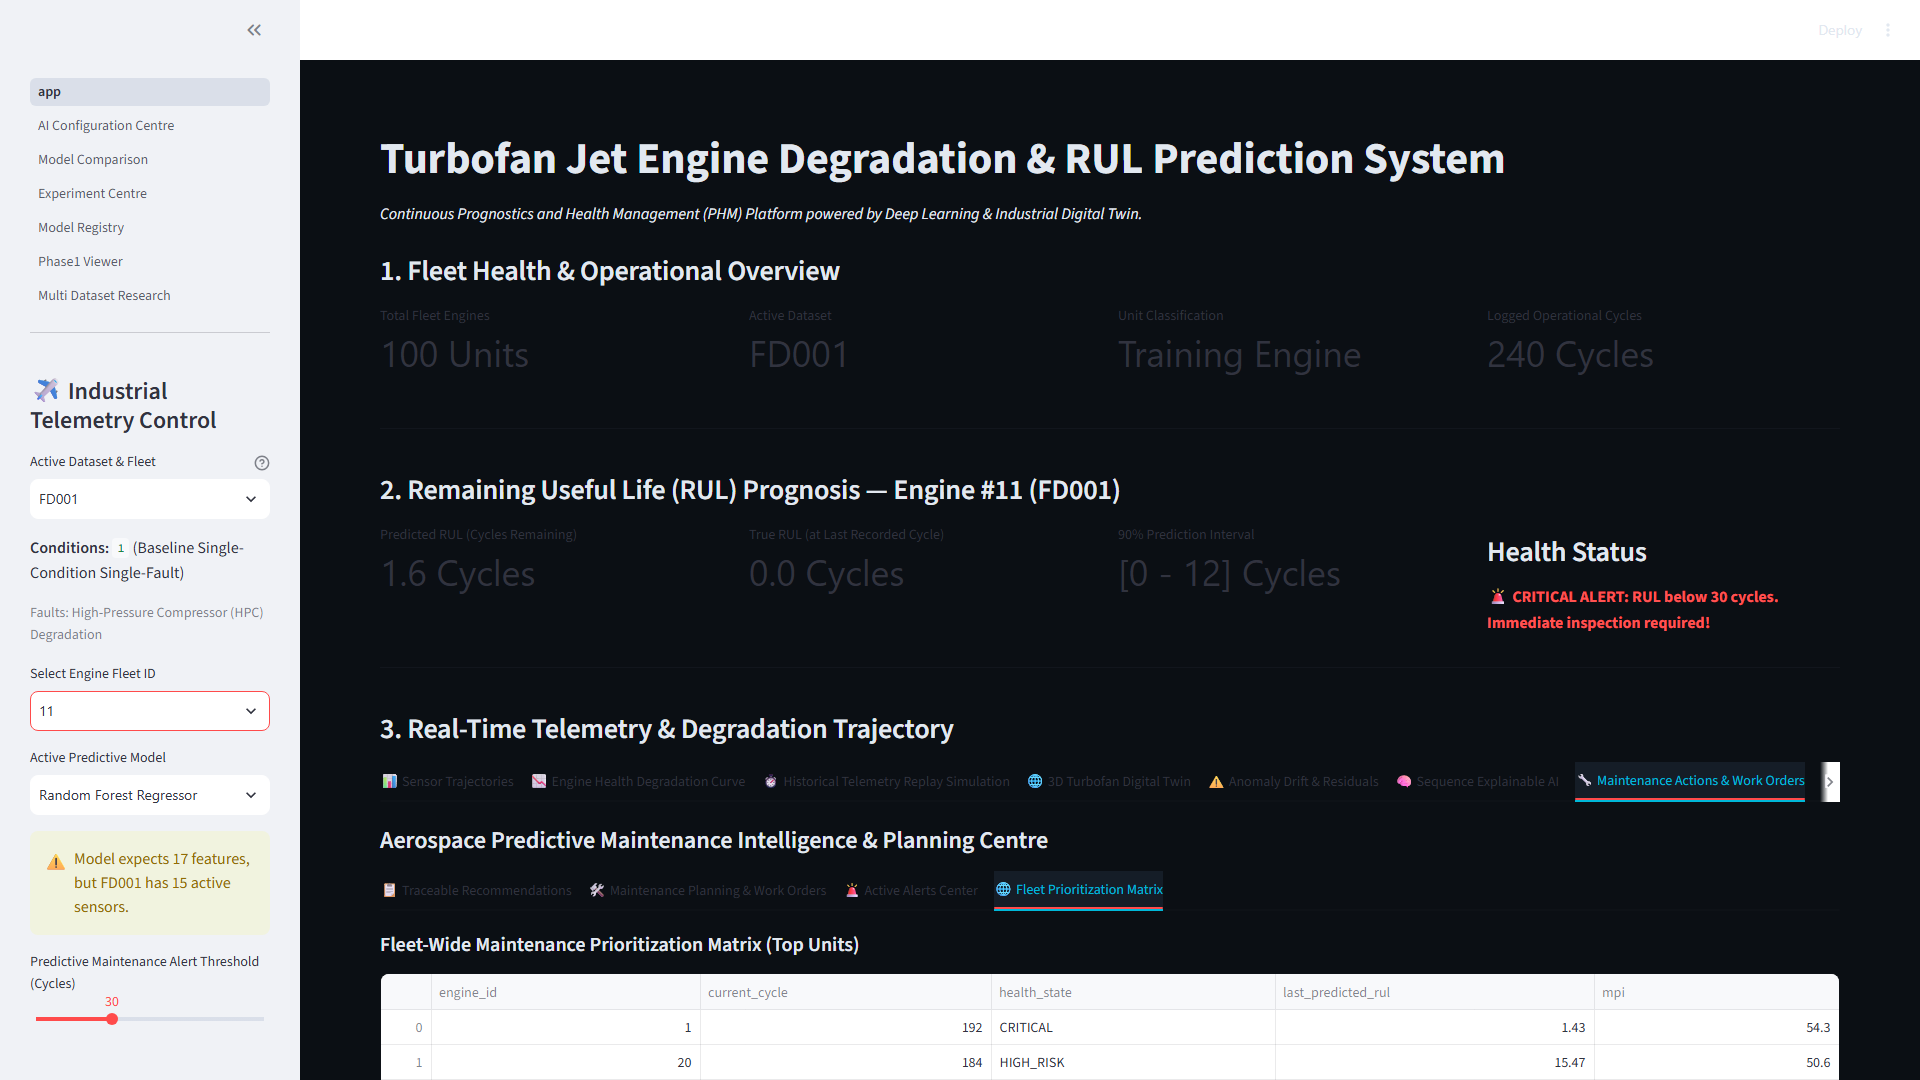 app
AI Configuration Centre
Model Comparison
Experiment Centre
Model Registry
Phase1 Viewer
Multi Dataset Research
Industrial
Telemetry Control
Active Dataset & Fleet
FD001
Conditions: 1 (Baseline Single-
Condition Single-Fault)
Faults: High-Pressure Compressor (HPC)
Degradation
Select Engine Fleet ID
11
Active Predictive Model
Random Forest Regressor
Model expects 17 features,
but FD001 has 15 active
sensors.
Predictive Maintenance Alert Threshold
(Cycles)
30
Deploy
Turbofan Jet Engine Degradation & RUL Prediction System
Continuous Prognostics and Health Management (PHM) Platform powered by Deep Learning & Industrial Digital Twin.
1. Fleet Health & Operational Overview
Total Fleet Engines Active Dataset Unit Classification Logged Operational Cycles
100 Units FD001 Training Engine 240 Cycles
2. Remaining Useful Life (RUL) Prognosis — Engine #11 (FD001)
Predicted RUL (Cycles Remaining) True RUL (at Last Recorded Cycle) 90% Prediction Interval
1.6 Cycles 0.0 Cycles [0 - 12] Cycles
Health Status
CRITICAL ALERT: RUL below 30 cycles.
Immediate inspection required!
3. Real-Time Telemetry & Degradation Trajectory
Sensor Trajectories Engine Health Degradation Curve Historical Telemetry Replay Simulation 3D Turbofan Digital Twin Anomaly Drift & Residuals Sequence Explainable AI Maintenance Actions & Work Orders
Aerospace Predictive Maintenance Intelligence & Planning Centre
Traceable Recommendations Maintenance Planning & Work Orders Active Alerts Center Fleet Prioritization Matrix
Fleet-Wide Maintenance Prioritization Matrix (Top Units)
engine_id current_cycle health_state last_predicted_rul mpi
0 1 192 CRITICAL 1.43 54.3
1 20 184 HIGH_RISK 15.47 50.6